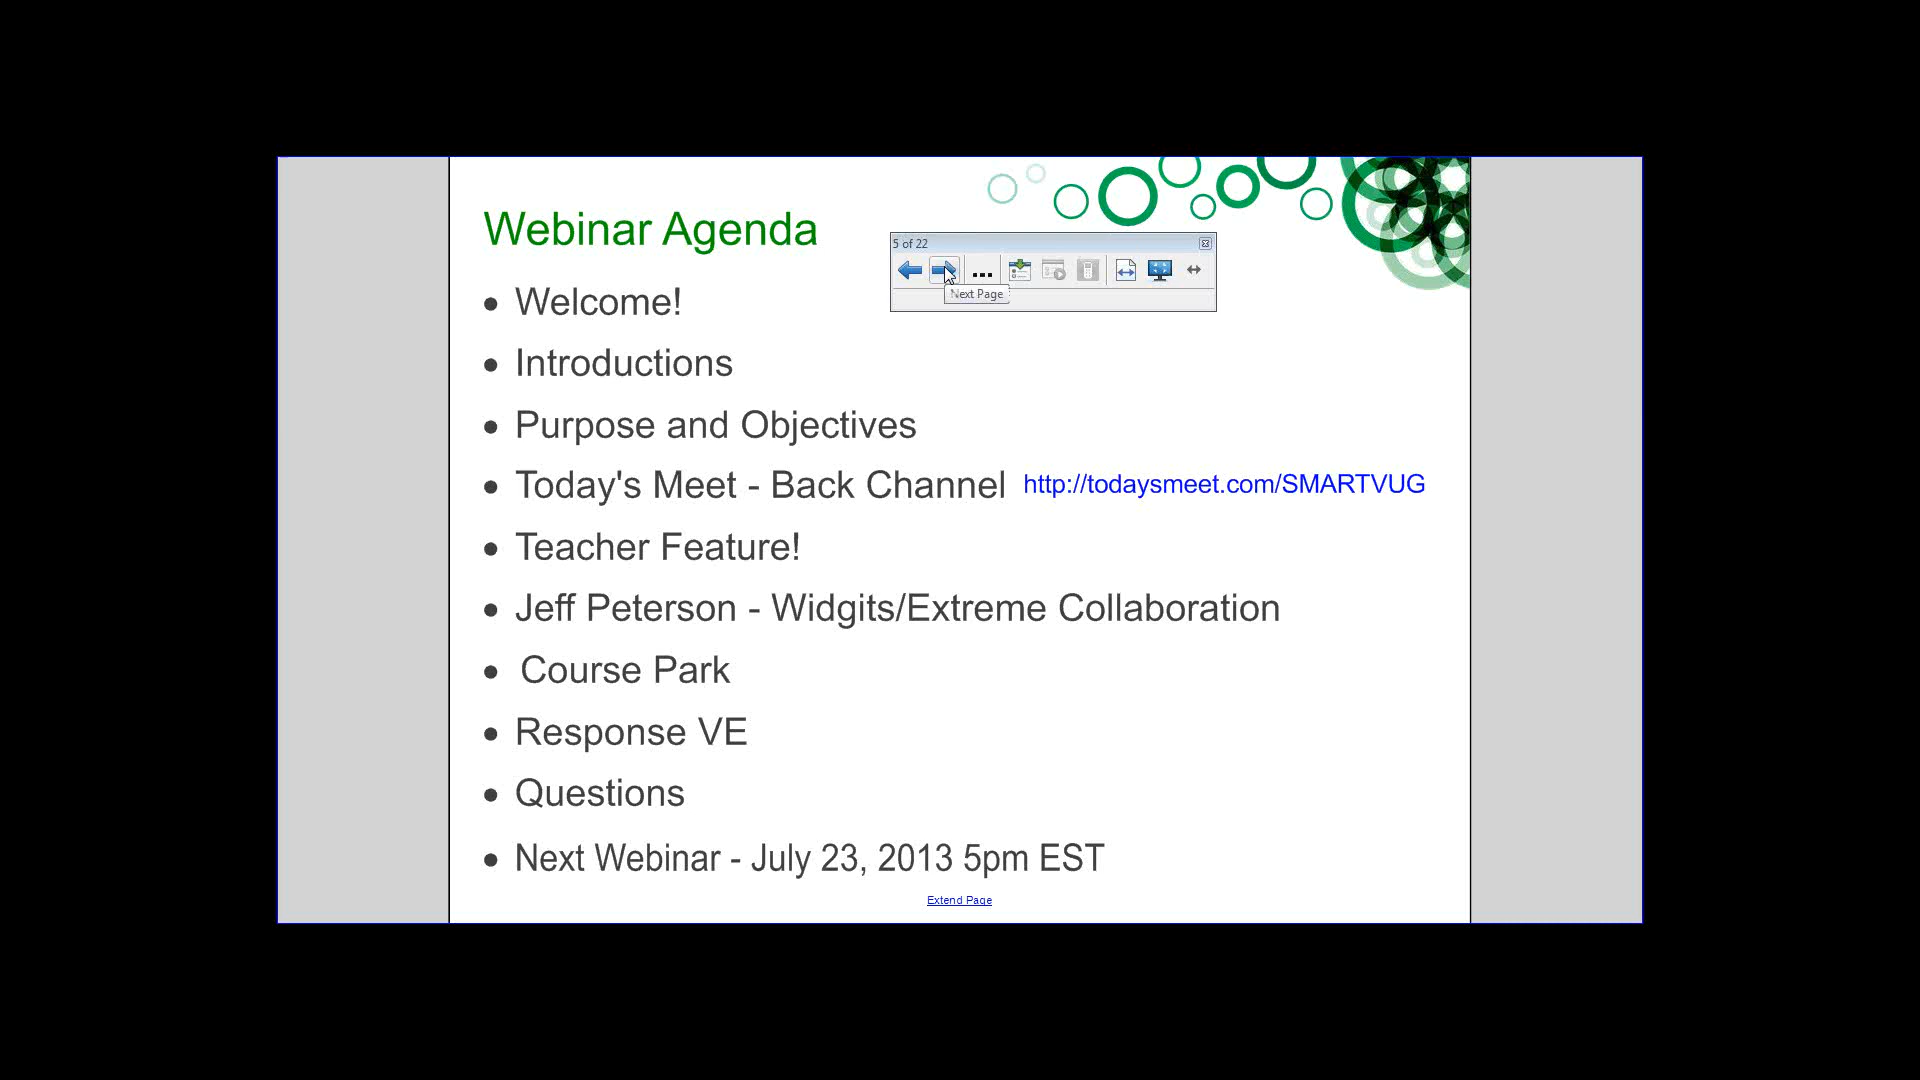 Webinar Agenda
5 of 22
Next Page
• Welcome!
• Introductions
• Purpose and Objectives
• Today's Meet - Back Channel http://todaysmeet.com/SMARTVUG
• Teacher Feature!
• Jeff Peterson - Widgits/Extreme Collaboration
• Course Park
• Response VE
• Questions
• Next Webinar - July 23, 2013 5pm EST
Extend Page